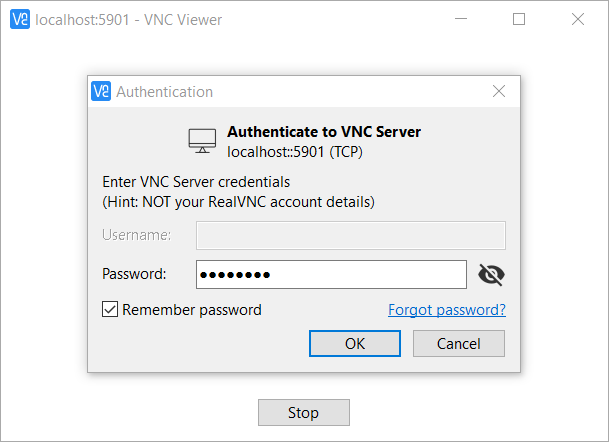 localhost:5901 - VNC Viewer
Authentication
Authenticate to VNC Server
localhost::5901 (TCP)
Enter VNC Server credentials
(Hint: NOT your RealVNC account details)
Username:
Password: ●●●●●●●●
Remember password Forgot password?
OK Cancel
Stop